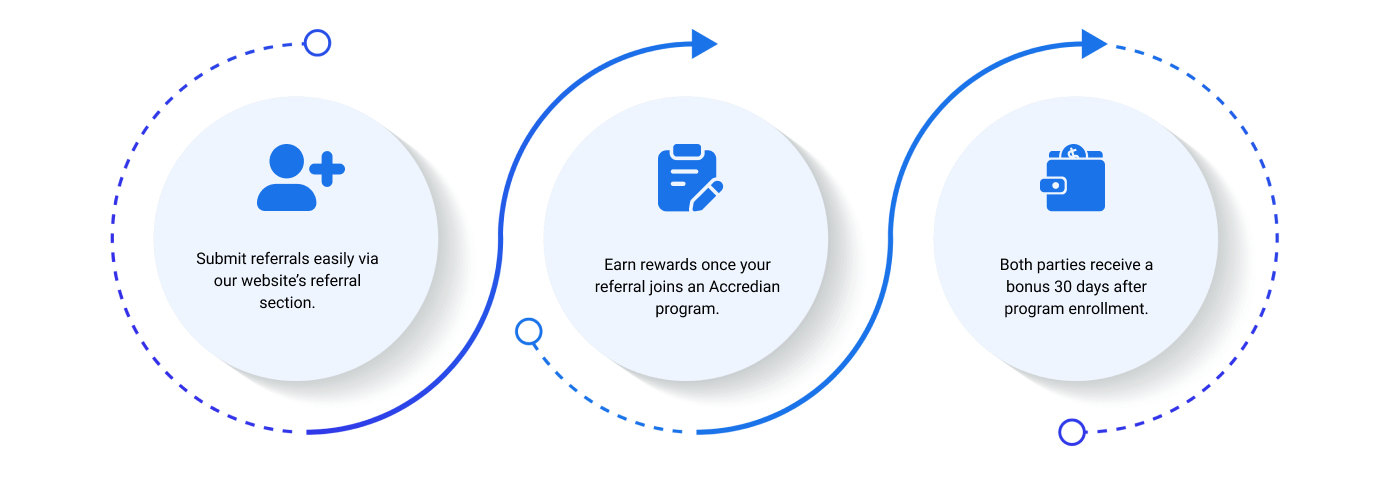 Submit referrals easily via
our website’s referral
section.
Earn rewards once your
referral joins an Accredian
program.
Both parties receive a
bonus 30 days after
program enrollment.